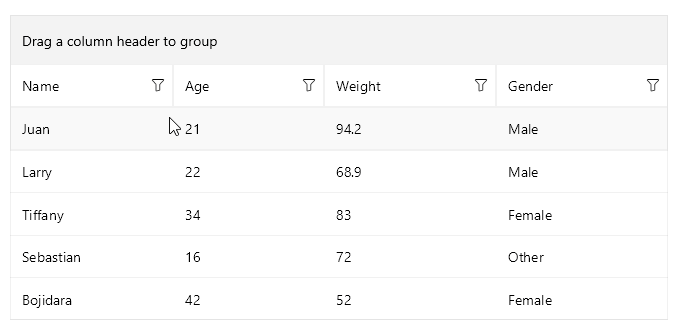 Drag a column header to group
Name Age Weight Gender
Juan 21 94.2 Male
Larry 22 68.9 Male
Tiffany 34 83 Female
Sebastian 16 72 Other
Bojidara 42 52 Female